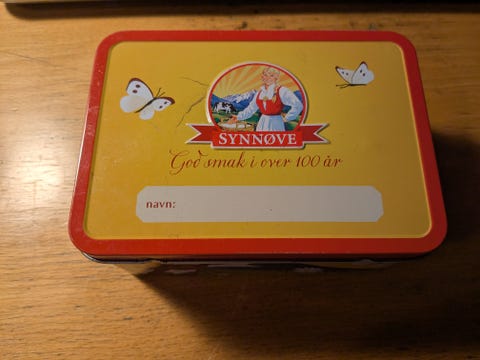 SYNNØVE
God smak i over 100 år
navn: